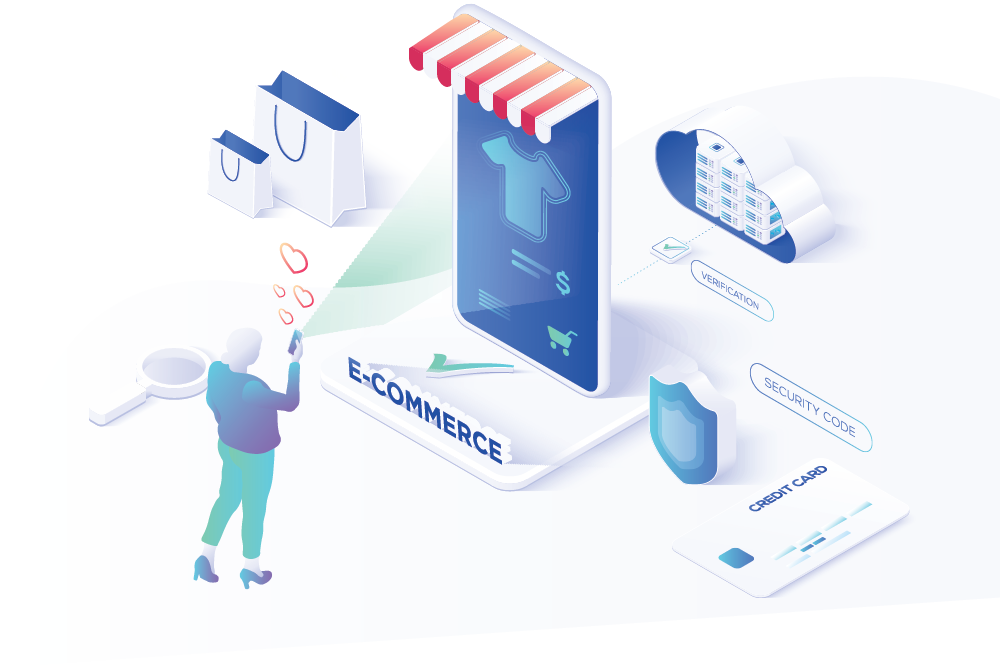 $
VERIFICATION
E-COMMERCE
SECURITY CODE
CREDIT CARD